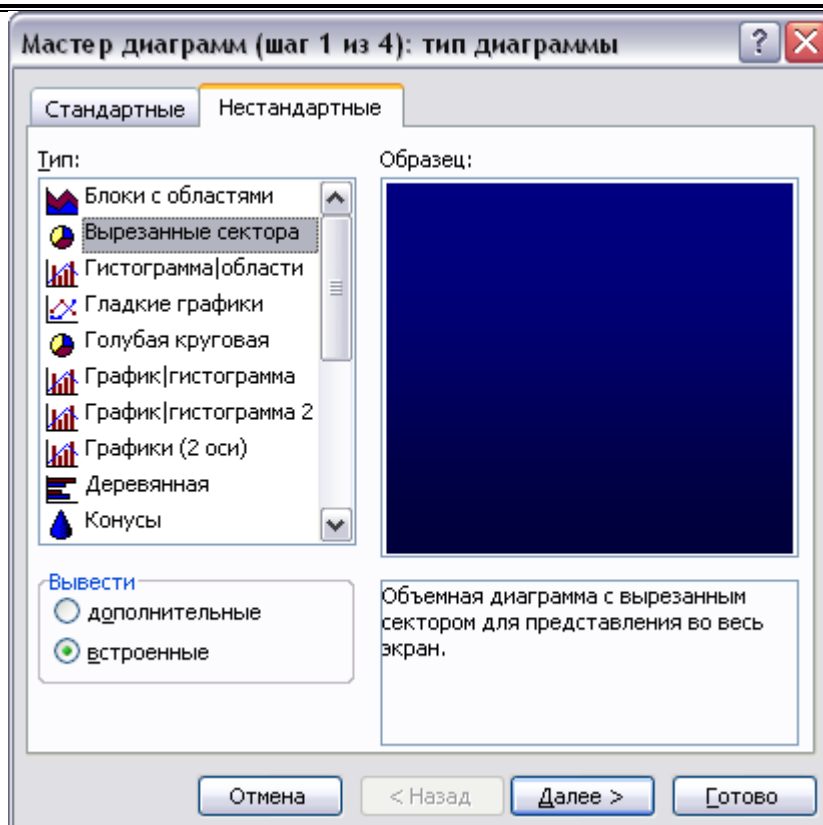 Мастер диаграмм (шаг 1 из 4): тип диаграммы
Стандартные
Нестандартные
Тип:
Образец:
Блоки с областями
Вырезанные сектора
Гистограмма|области
Гладкие графики
Голубая круговая
График|гистограмма
График|гистограмма 2
Графики (2 оси)
Деревянная
Конусы
Вывести
дополнительные
встроенные
Объемная диаграмма с вырезанным
сектором для представления во весь
экран.
Отмена
< Назад
Далее >
Готово